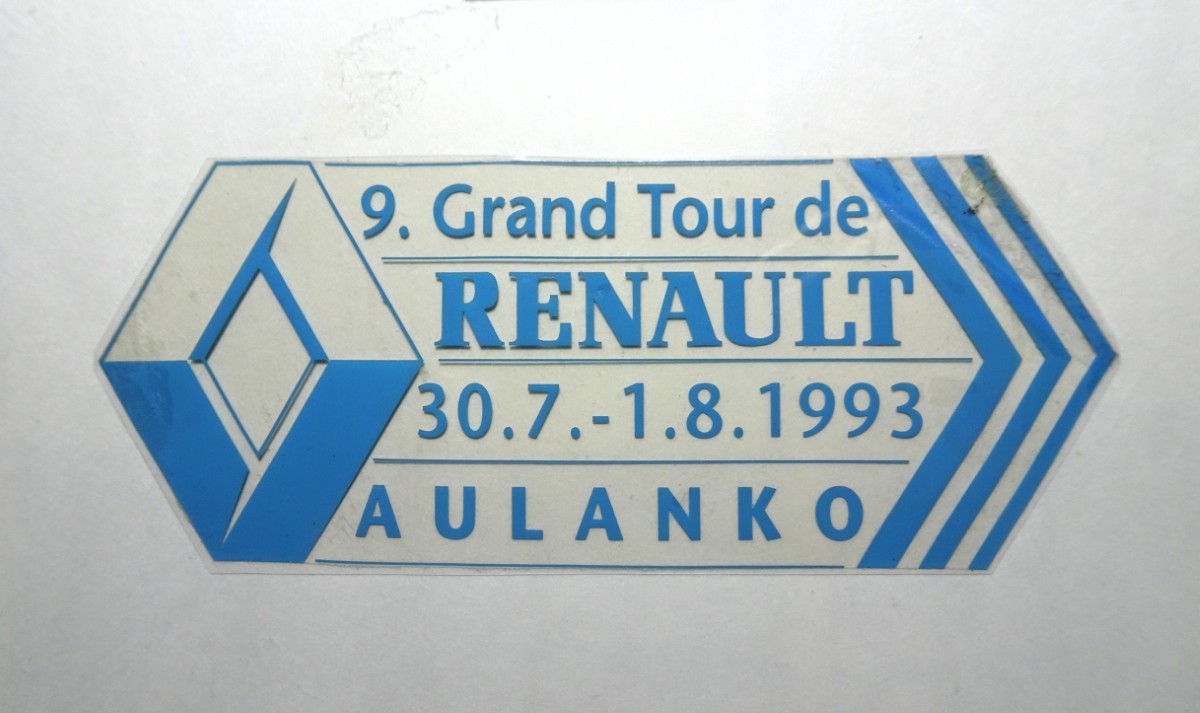 9. Grand Tour de
RENAULT
30.7.-1.8.1993
AULANKO